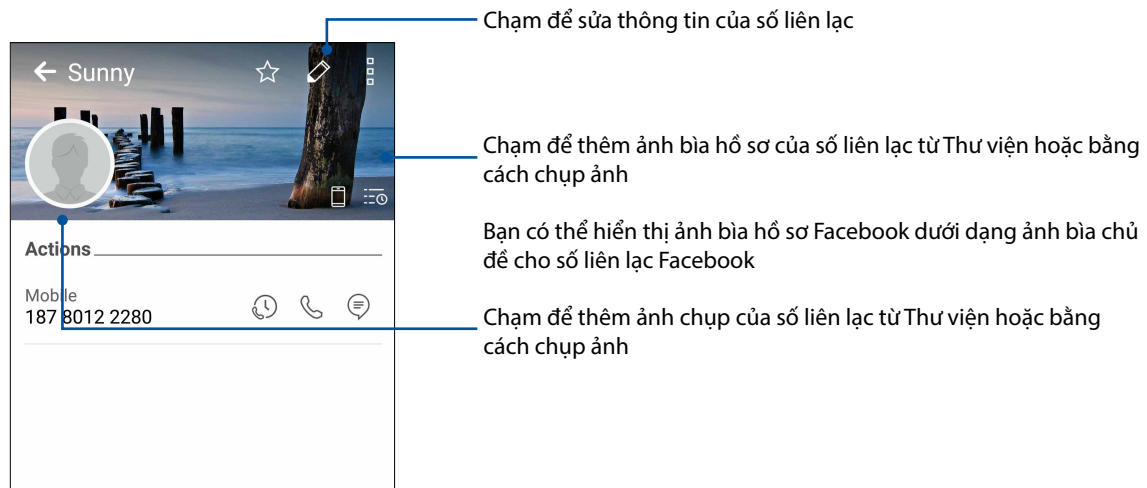 Chạm để sửa thông tin của số liên lạc
Sunny
Chạm để thêm ảnh bìa hồ sơ của số liên lạc từ Thư viện hoặc bằng
cách chụp ảnh
Bạn có thể hiển thị ảnh bìa hồ sơ Facebook dưới dạng ảnh bìa chủ
đề cho số liên lạc Facebook
Actions
Mobile
187 8012 2280
Chạm để thêm ảnh chụp của số liên lạc từ Thư viện hoặc bằng
cách chụp ảnh